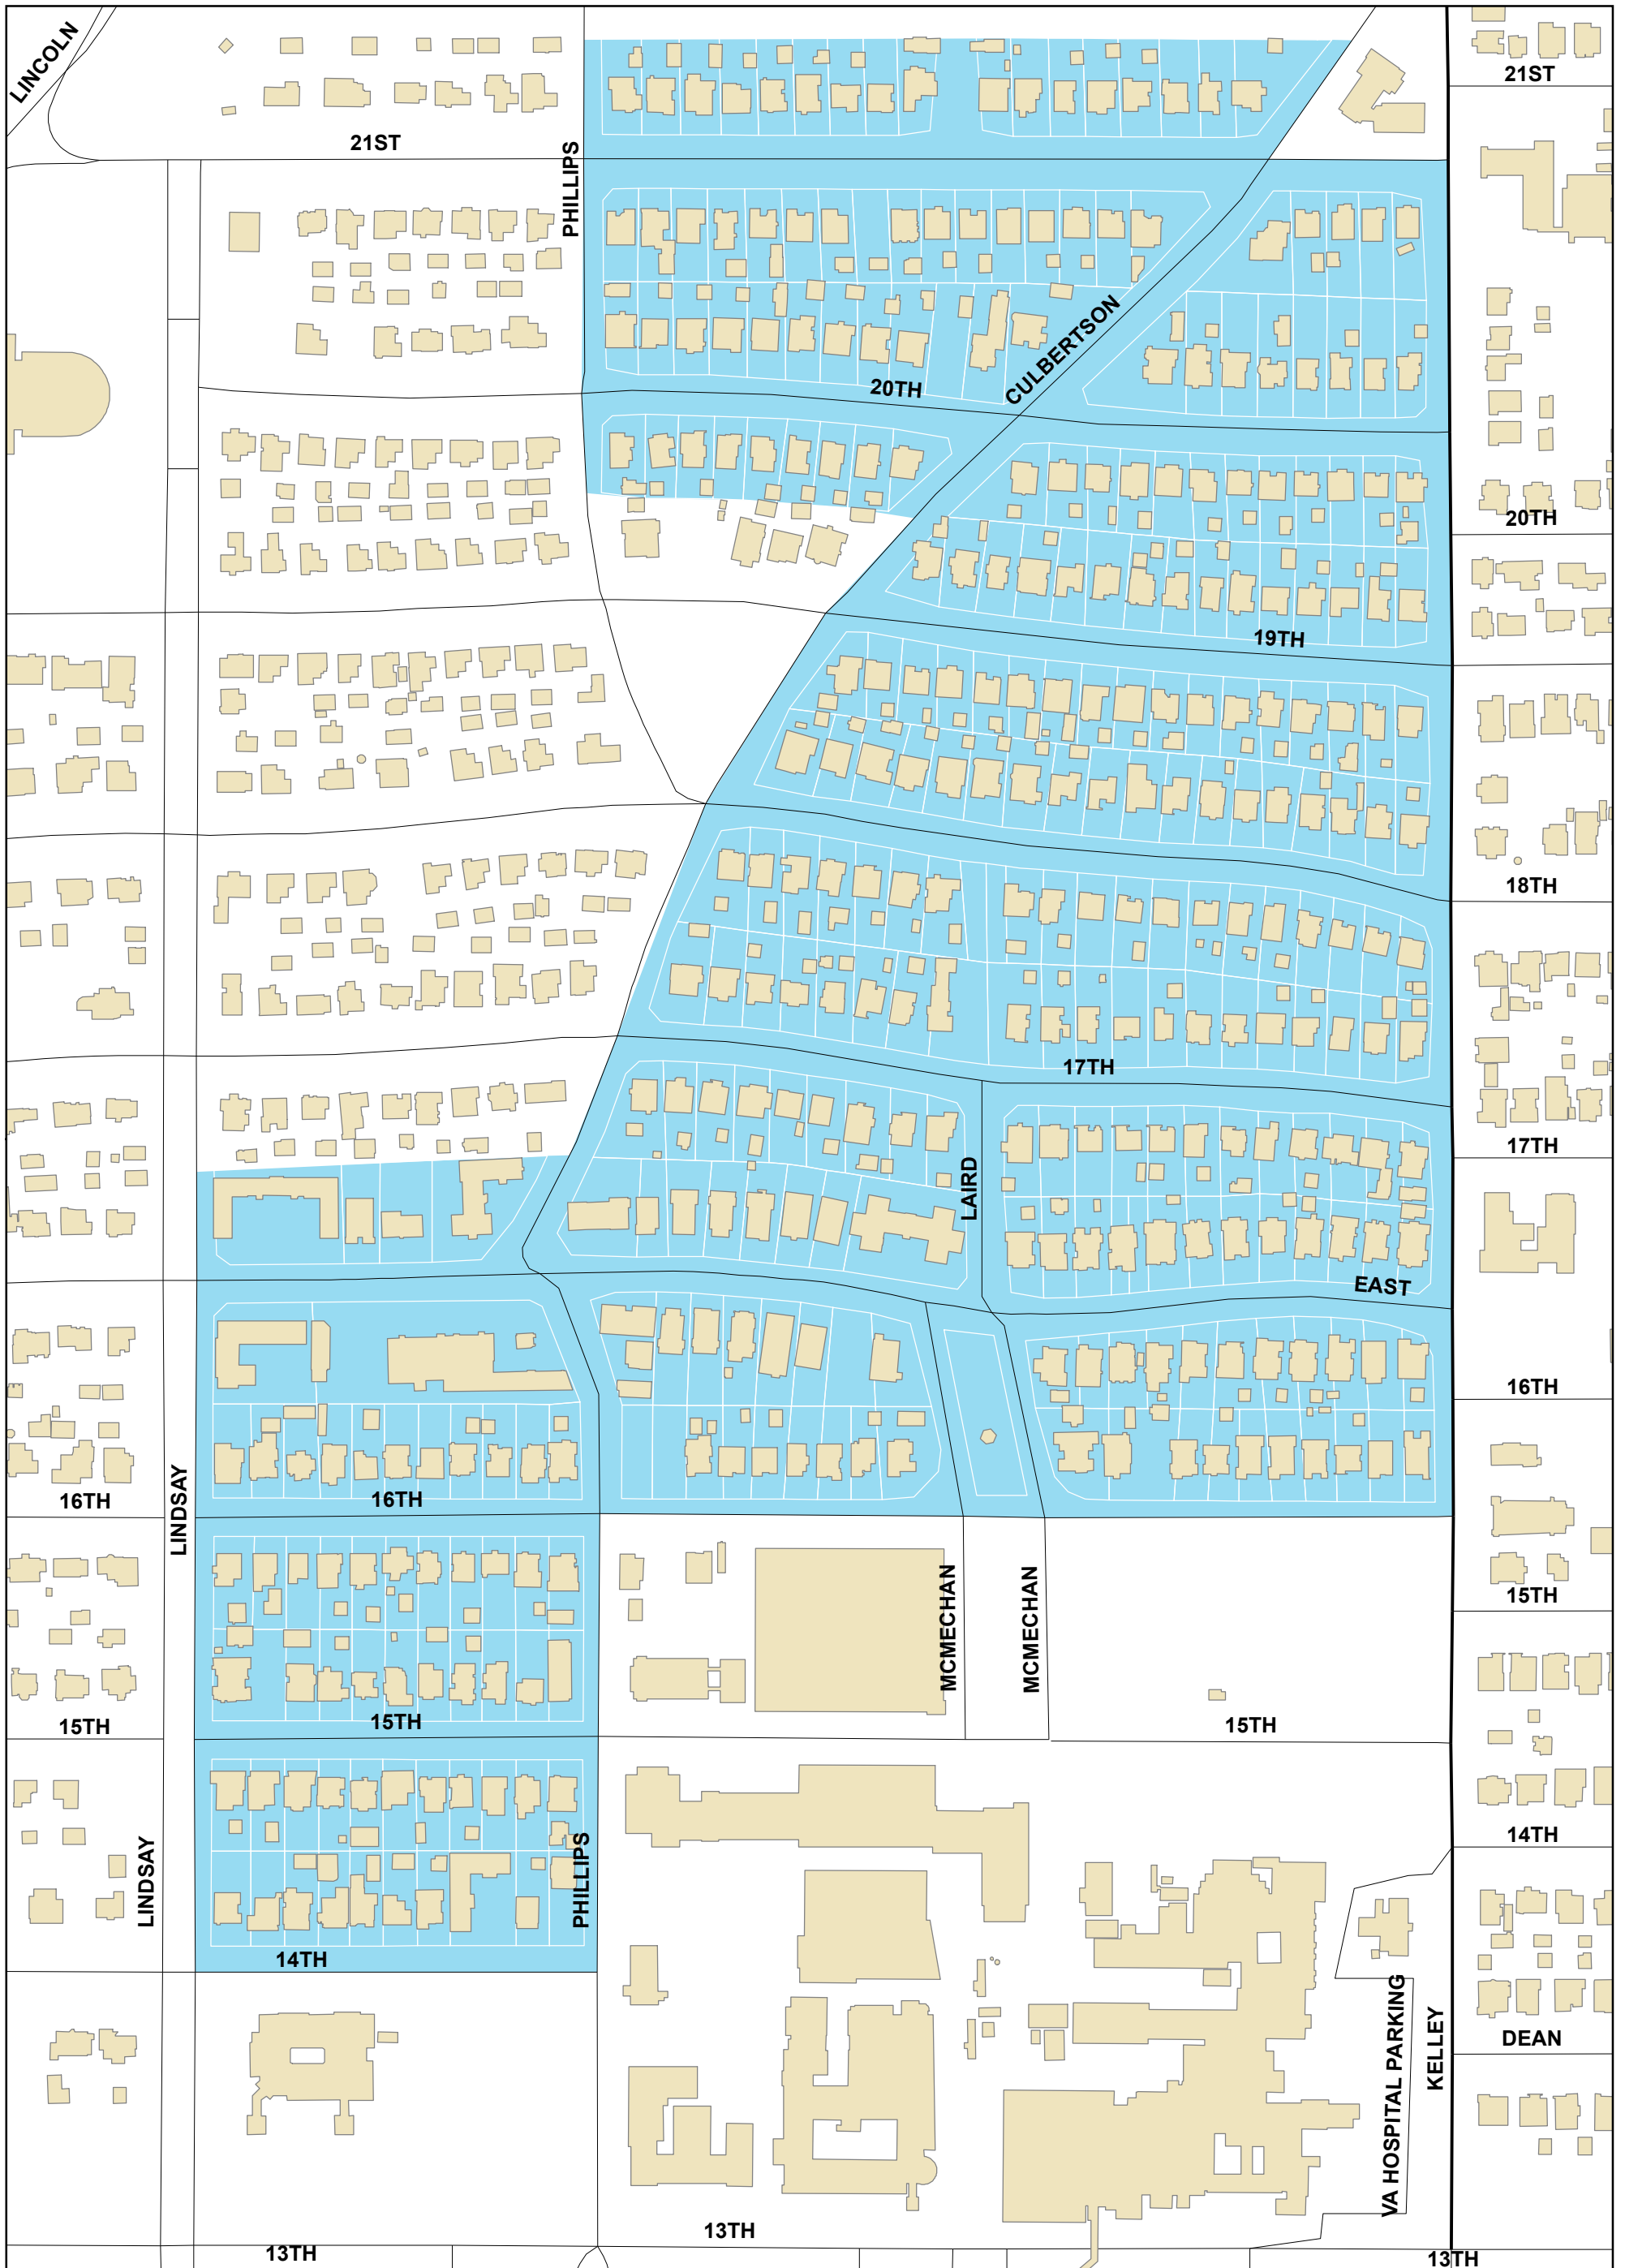 LINCOLN
21ST
21ST
PHILLIPS
CULBERTSON
20TH
20TH
19TH
18TH
17TH
17TH
LAIRD
EAST
16TH
LINDSAY
16TH
16TH
MCMECHAN
MCMECHAN
15TH
15TH
15TH
15TH
14TH
LINDSAY
PHILLIPS
14TH
VA HOSPITAL PARKING
KELLEY
DEAN
13TH
13TH
13TH